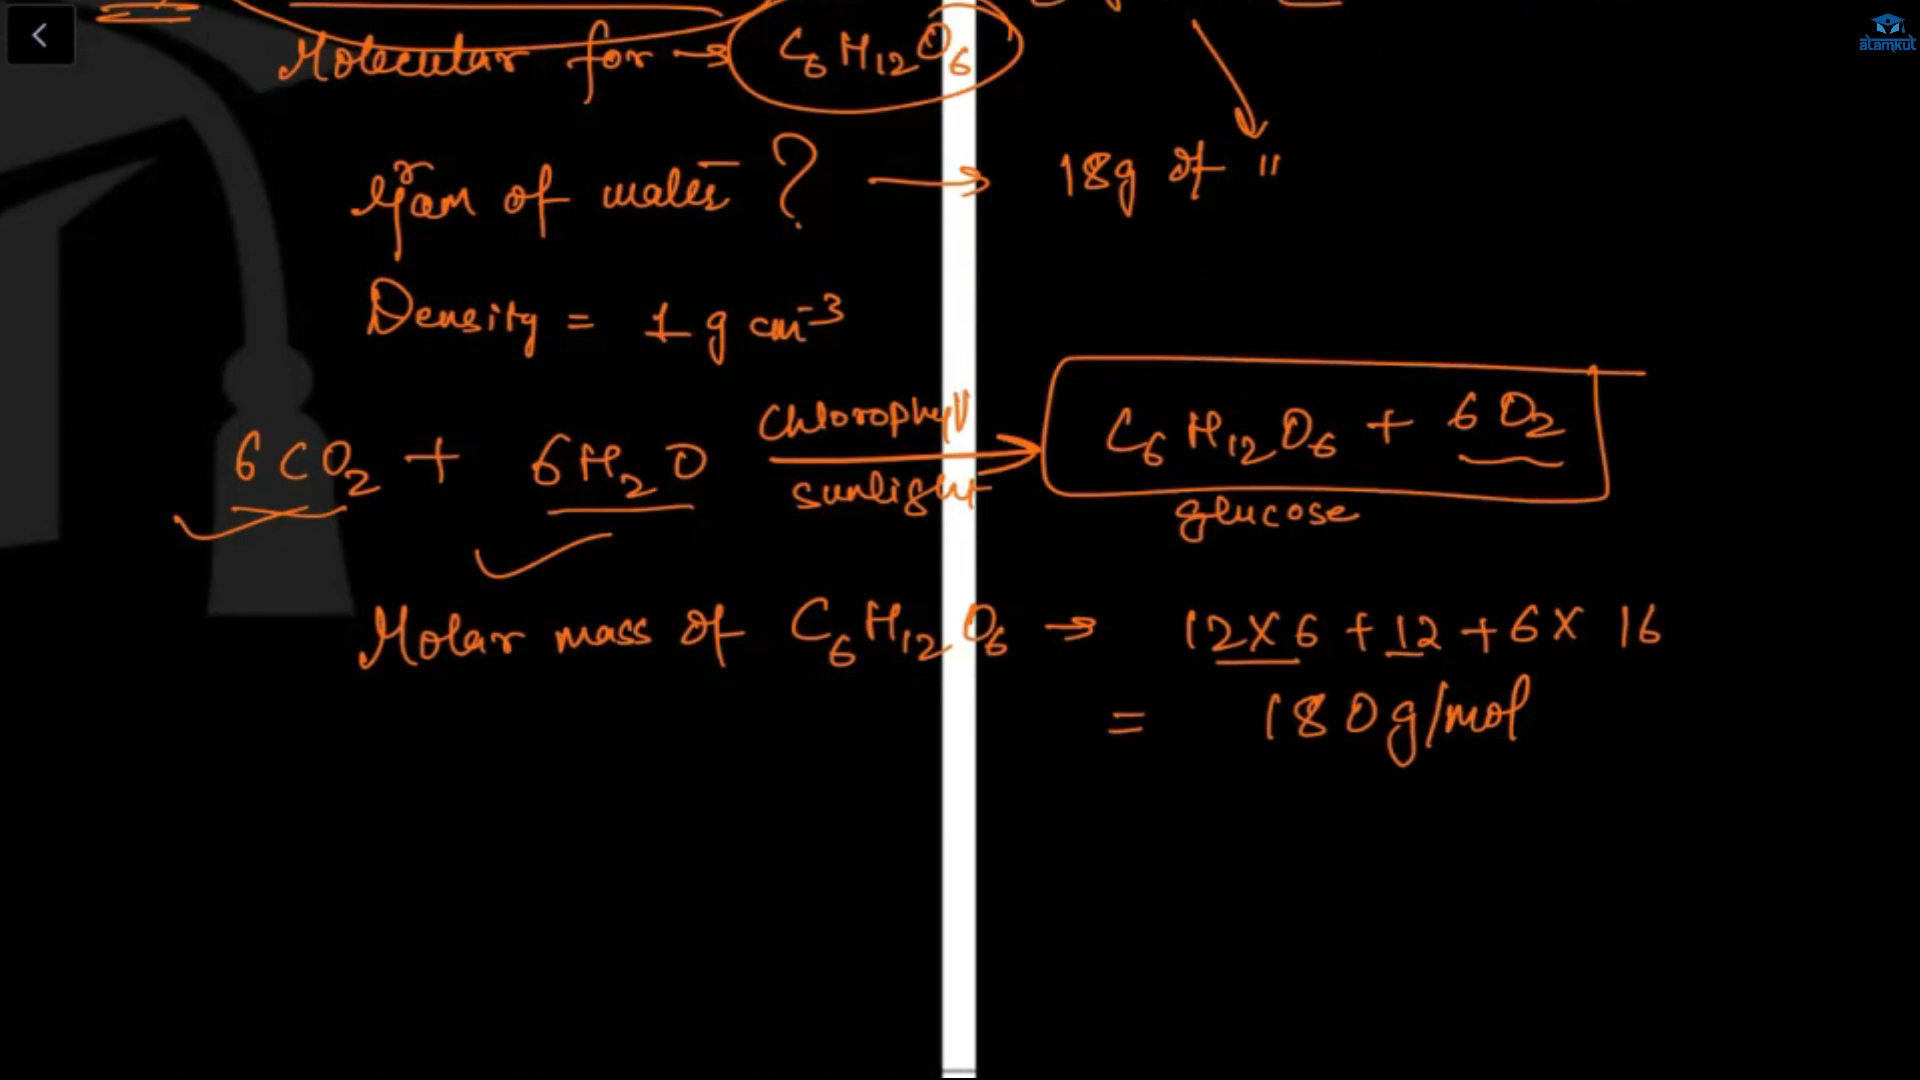 alamkut
Molecular for → C₆H₁₂O₆
Gram of water ? → 18g of "
Density = 1 g cm⁻³
6CO₂ + 6H₂O Chlorophyll sunlight → C₆H₁₂O₆ + 6O₂
glucose
Molar mass of C₆H₁₂O₆ → 12×6 + 12 + 6× 16
= 180g/mol